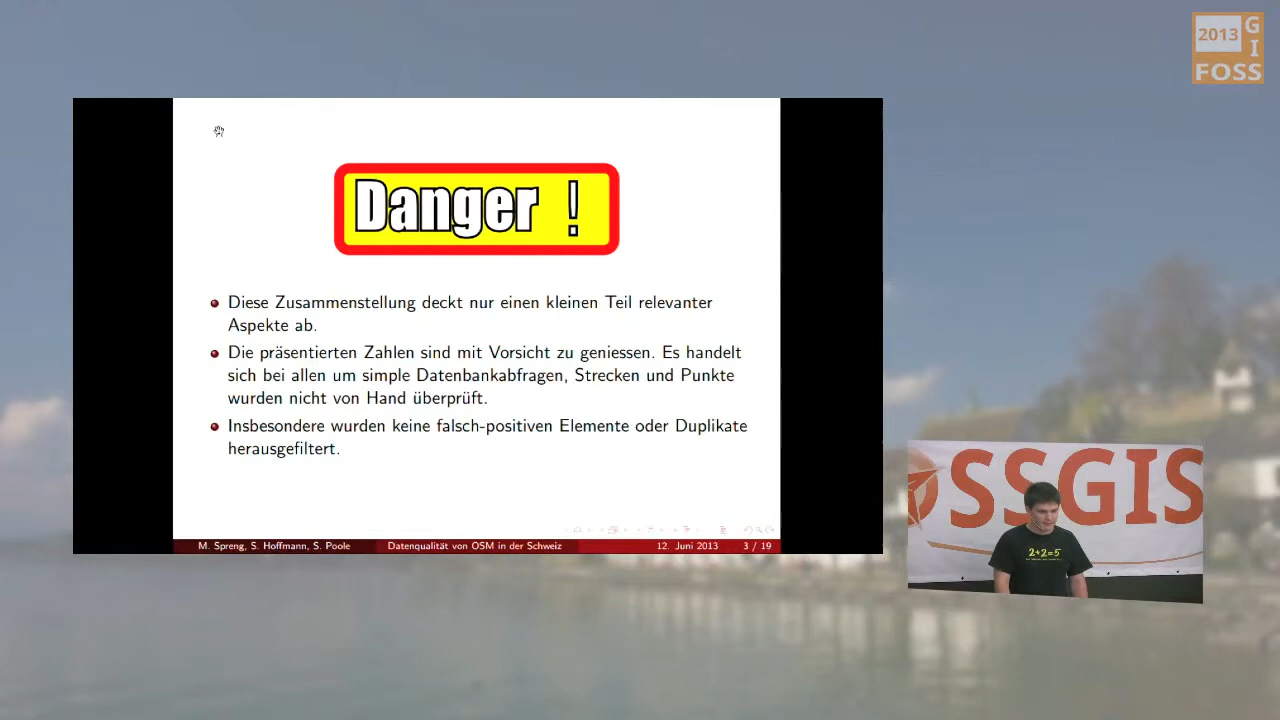 2013
G
I
FOSS
Danger !
Diese Zusammenstellung deckt nur einen kleinen Teil relevanter
Aspekte ab.
Die präsentierten Zahlen sind mit Vorsicht zu geniessen. Es handelt
sich bei allen um simple Datenbankabfragen, Strecken und Punkte
wurden nicht von Hand überprüft.
Insbesondere wurden keine falsch-positiven Elemente oder Duplikate
herausgefiltert.
M. Spreng, S. Hoffmann, S. Poole
Datenqualität von OSM in der Schweiz
12. Juni 2013
3 / 19
OSSGIS
2+2=5